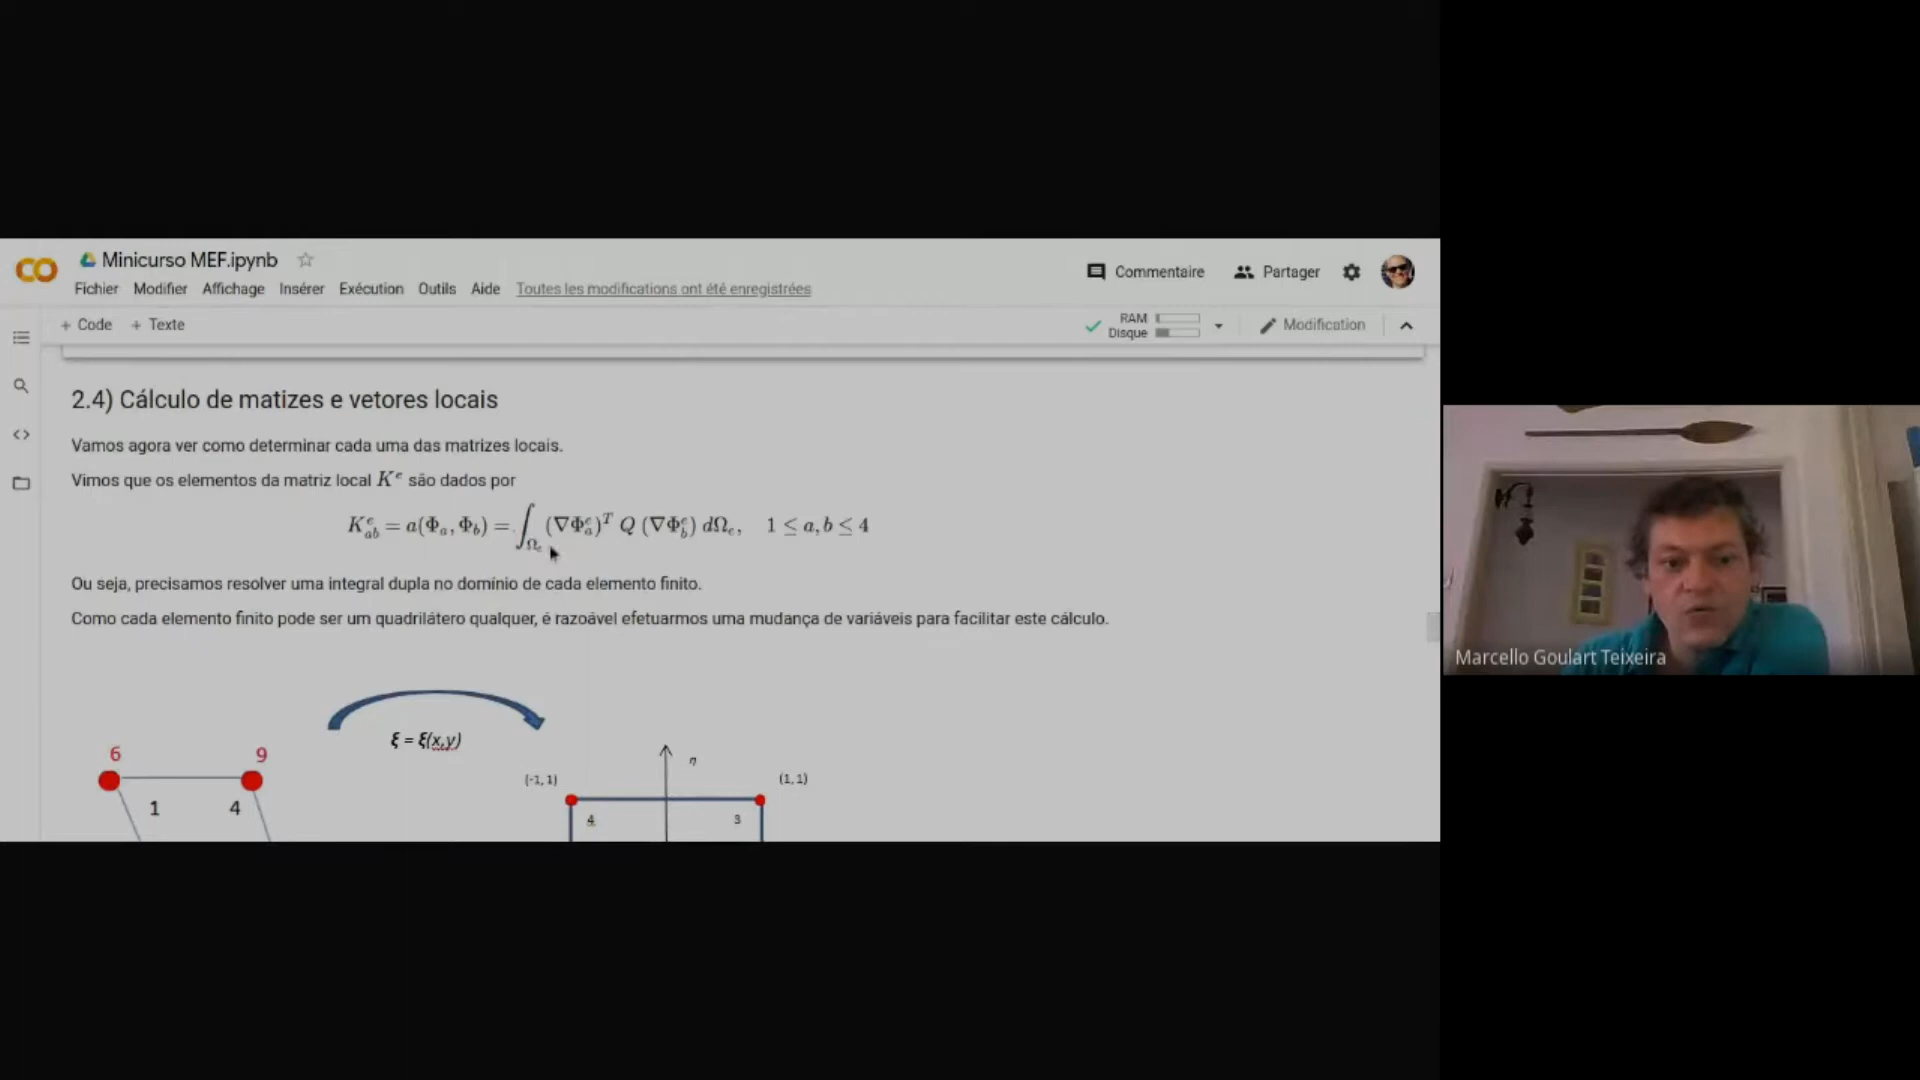 CO
Minicurso MEF.ipynb
Fichier Modifier Affichage Insérer Exécution Outils Aide Toutes les modifications ont été enregistrées
Commentaire Partager
+ Code + Texte
RAM
Disque
Modification
2.4) Cálculo de matizes e vetores locais
Vamos agora ver como determinar cada uma das matrizes locais.
Vimos que os elementos da matriz local K^e são dados por
K^e_{ab} = a(Φ_a, Φ_b) = ∫_{Ω_e} (∇Φ^e_a)^T Q (∇Φ^e_b) dΩ_e, 1 ≤ a, b ≤ 4
Ou seja, precisamos resolver uma integral dupla no domínio de cada elemento finito.
Como cada elemento finito pode ser um quadrilátero qualquer, é razoável efetuarmos uma mudança de variáveis para facilitar este cálculo.
ξ = ξ(x,y)
6 9
1 4
η
(-1, 1) (1, 1)
4 3
Marcello Goulart Teixeira